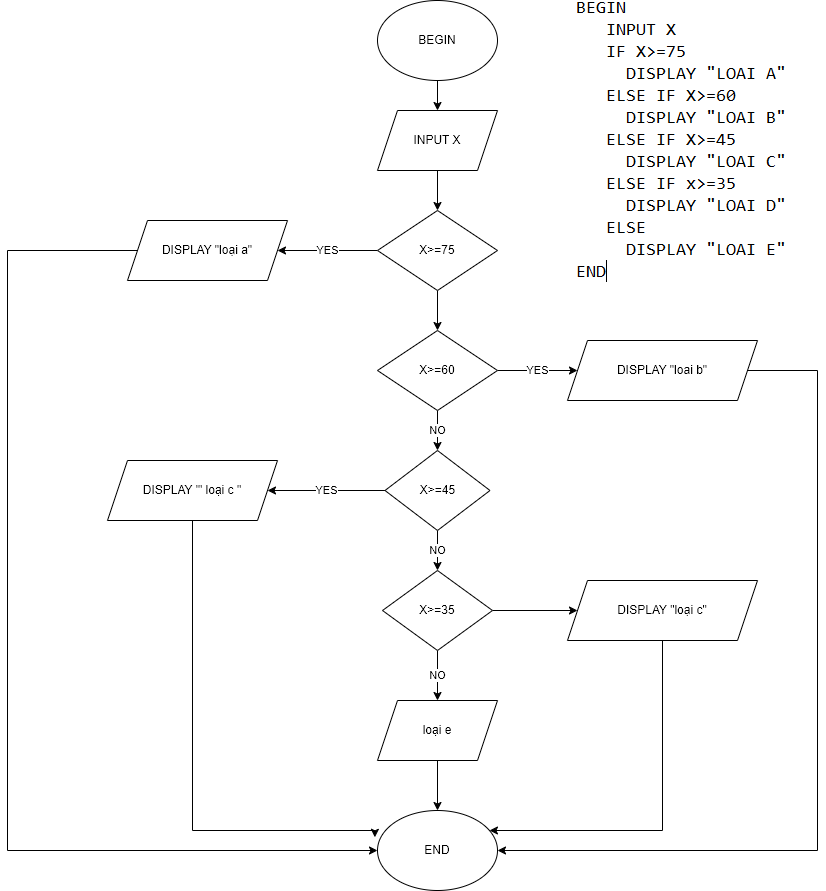 BEGIN
INPUT X
X>=75
YES
DISPLAY "loại a"
X>=60
YES
DISPLAY "loai b"
NO
X>=45
YES
DISPLAY "' loại c "
NO
X>=35
DISPLAY "loại c"
NO
loại e
END
BEGIN
INPUT X
IF X>=75
DISPLAY "LOAI A"
ELSE IF X>=60
DISPLAY "LOAI B"
ELSE IF X>=45
DISPLAY "LOAI C"
ELSE IF x>=35
DISPLAY "LOAI D"
ELSE
DISPLAY "LOAI E"
END